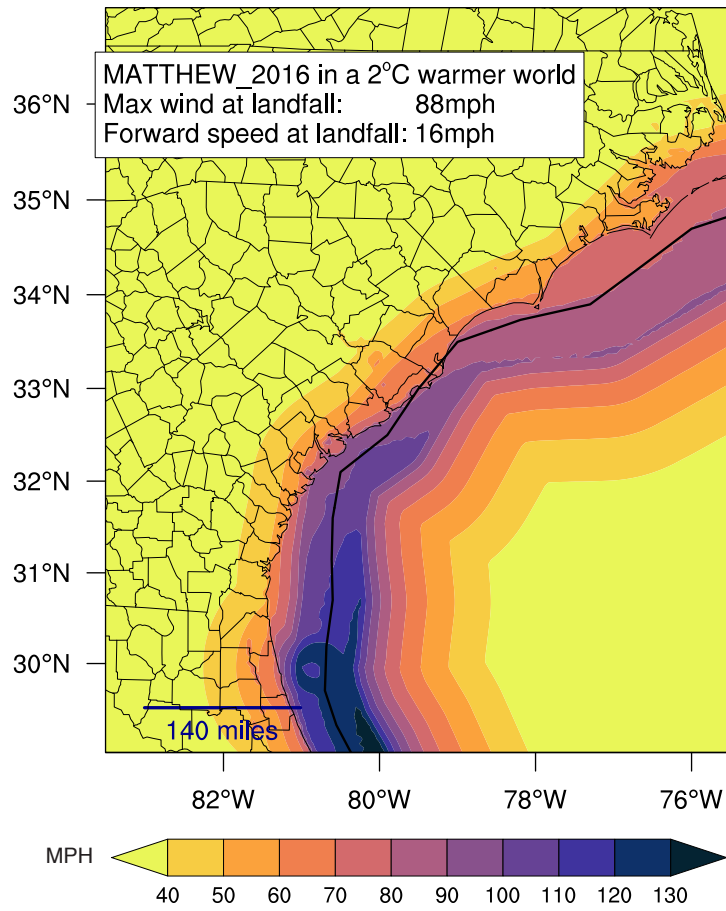 MATTHEW_2016 in a 2°C warmer world
Max wind at landfall: 88mph
Forward speed at landfall: 16mph
36°N
35°N
34°N
33°N
32°N
31°N
30°N
140 miles
82°W 80°W 78°W 76°W
MPH
40 50 60 70 80 90 100 110 120 130